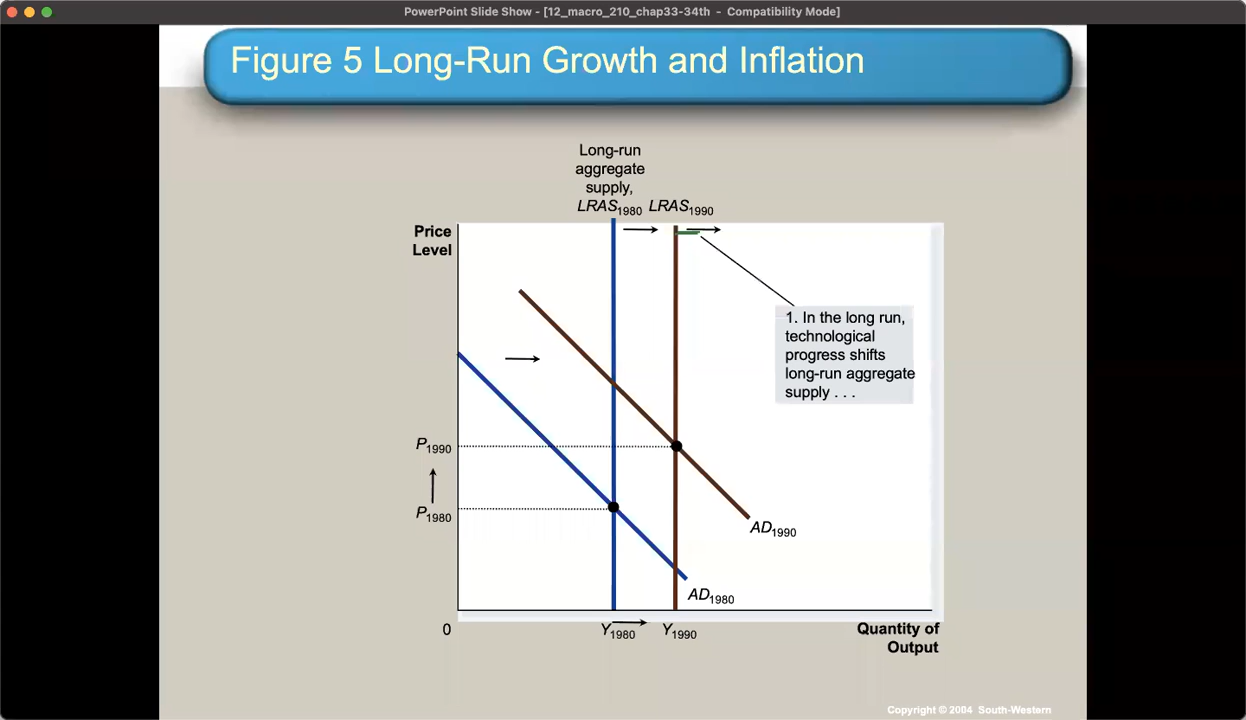 PowerPoint Slide Show - [12_macro_210_chap33-34th - Compatibility Mode]
Figure 5 Long-Run Growth and Inflation
Long-run
aggregate
supply,
LRAS1980 LRAS1990
Price
Level
1. In the long run,
technological
progress shifts
long-run aggregate
supply . . .
P1990
P1980
AD1990
AD1980
0
Y1980
Y1990
Quantity of
Output
Copyright © 2004 South-Western